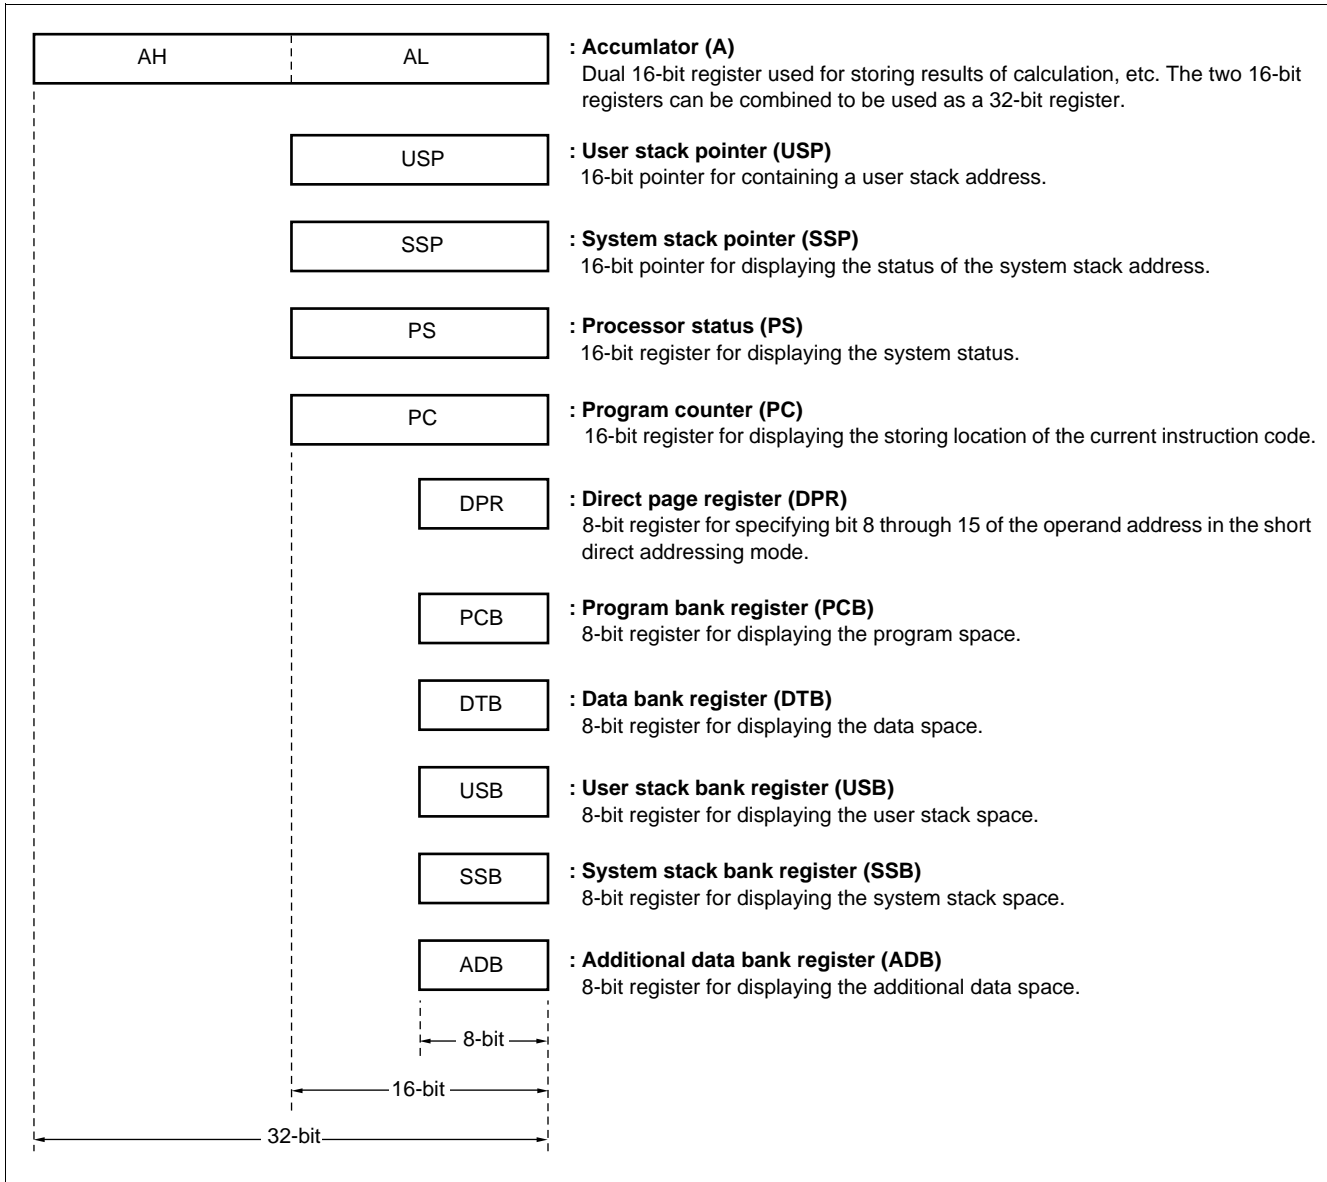 AH AL : Accumlator (A)
Dual 16-bit register used for storing results of calculation, etc. The two 16-bit
registers can be combined to be used as a 32-bit register.
USP : User stack pointer (USP)
16-bit pointer for containing a user stack address.
SSP : System stack pointer (SSP)
16-bit pointer for displaying the status of the system stack address.
PS : Processor status (PS)
16-bit register for displaying the system status.
PC : Program counter (PC)
16-bit register for displaying the storing location of the current instruction code.
DPR : Direct page register (DPR)
8-bit register for specifying bit 8 through 15 of the operand address in the short
direct addressing mode.
PCB : Program bank register (PCB)
8-bit register for displaying the program space.
DTB : Data bank register (DTB)
8-bit register for displaying the data space.
USB : User stack bank register (USB)
8-bit register for displaying the user stack space.
SSB : System stack bank register (SSB)
8-bit register for displaying the system stack space.
ADB : Additional data bank register (ADB)
8-bit register for displaying the additional data space.
8-bit
16-bit
32-bit